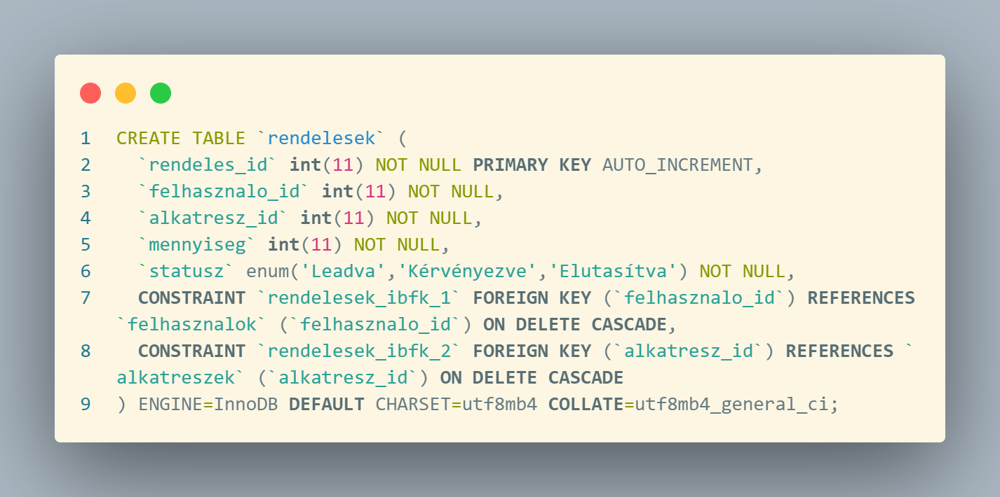 1 CREATE TABLE `rendelesek` (
2   `rendeles_id` int(11) NOT NULL PRIMARY KEY AUTO_INCREMENT,
3   `felhasznalo_id` int(11) NOT NULL,
4   `alkatresz_id` int(11) NOT NULL,
5   `mennyiseg` int(11) NOT NULL,
6   `statusz` enum('Leadva','Kérvényezve','Elutasítva') NOT NULL,
7   CONSTRAINT `rendelesek_ibfk_1` FOREIGN KEY (`felhasznalo_id`) REFERENCES
`felhasznalok` (`felhasznalo_id`) ON DELETE CASCADE,
8   CONSTRAINT `rendelesek_ibfk_2` FOREIGN KEY (`alkatresz_id`) REFERENCES `
alkatreszek` (`alkatresz_id`) ON DELETE CASCADE
9 ) ENGINE=InnoDB DEFAULT CHARSET=utf8mb4 COLLATE=utf8mb4_general_ci;